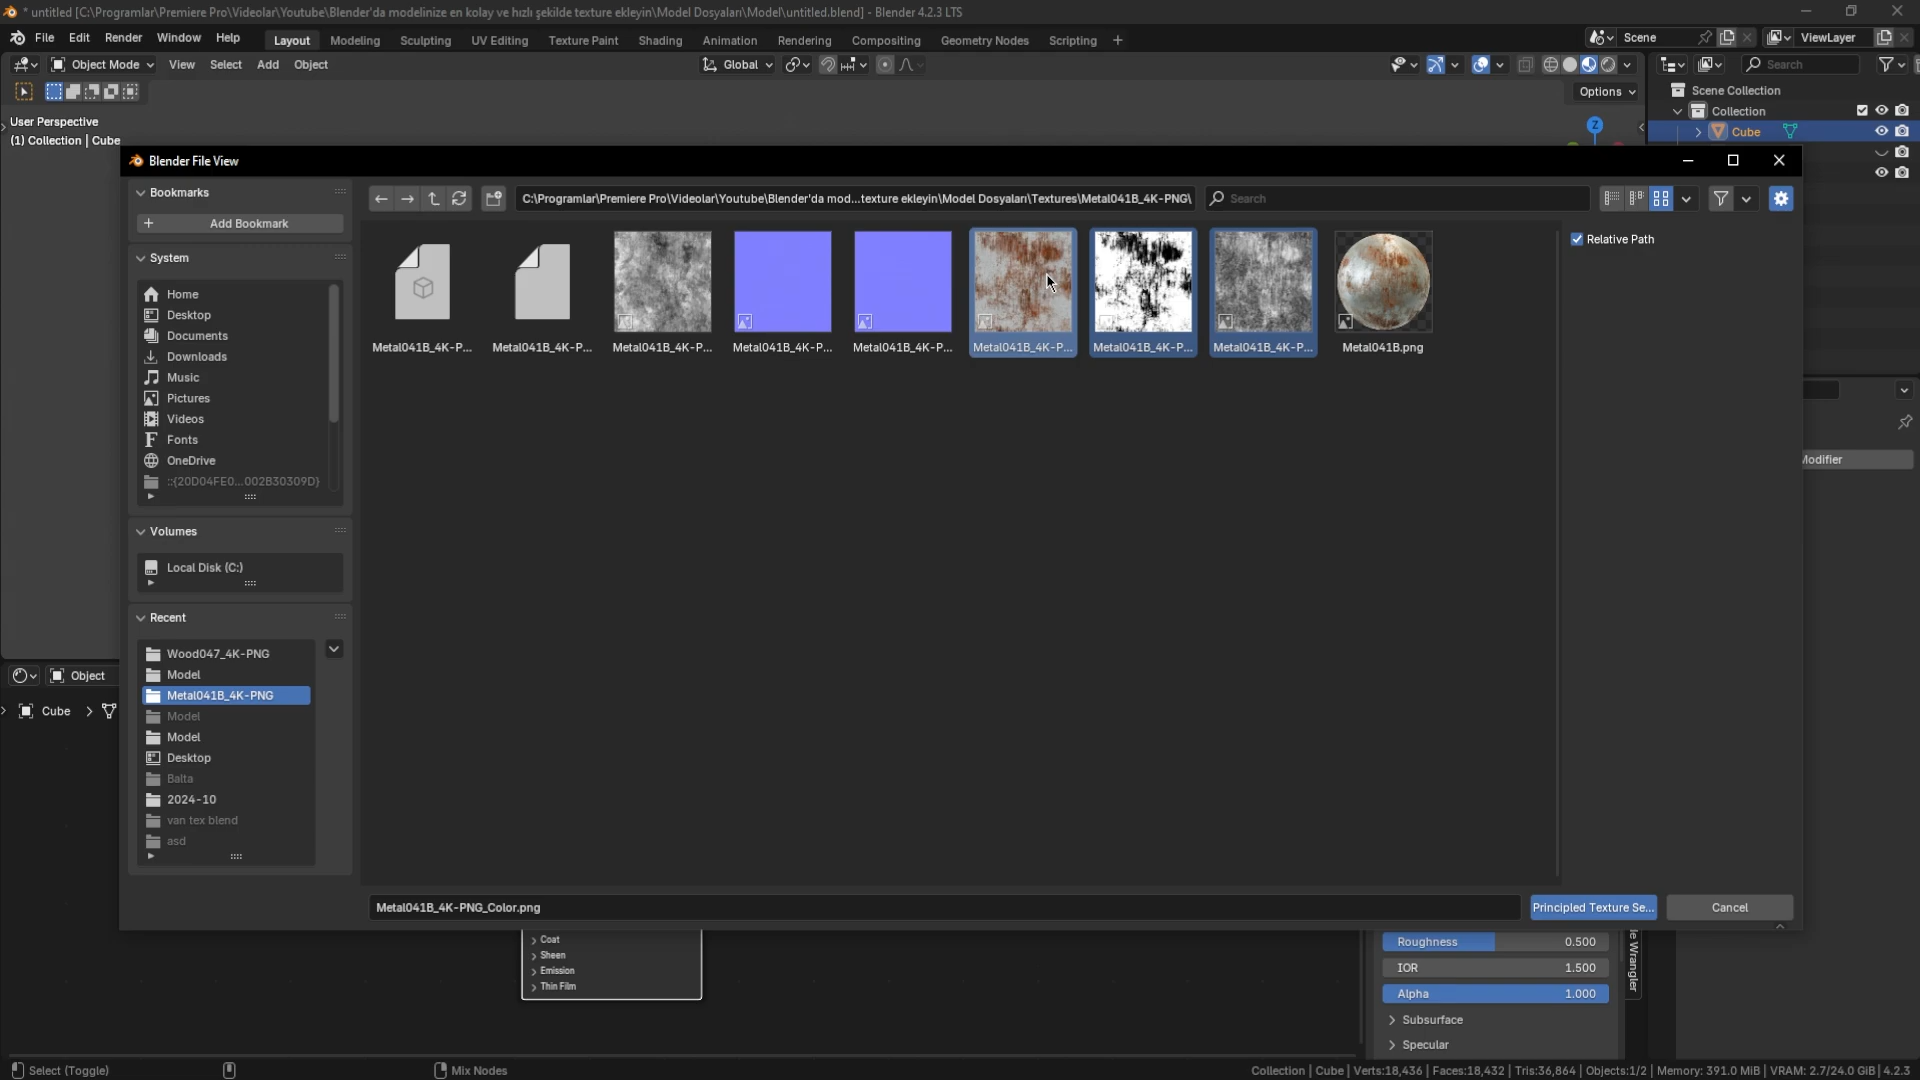 * untitled [C:\Programlar\Premiere Pro\Videolar\Youtube\Blender'da modelinize en kolay ve hızlı şekilde texture ekleyin\Model Dosyaları\Model\untitled.blend] - Blender 4.2.3 LTS
File Edit Render Window Help Layout Modeling Sculpting UV Editing Texture Paint Shading Animation Rendering Compositing Geometry Nodes Scripting + Scene ViewLayer
Object Mode View Select Add Object Global Search
Options
Scene Collection
User Perspective
Collection
(1) Collection | Cube
Z
Cube
Blender File View
Bookmarks
Add Bookmark
System
Home
Desktop
Documents
Downloads
Music
Pictures
Videos
Fonts
OneDrive
::{20D04FE0...002B30309D}
Volumes
Local Disk (C:)
Recent
Wood047_4K-PNG
Model
Metal041B_4K-PNG
Model
Model
Desktop
Balta
2024-10
van tex blend
asd
C:\Programlar\Premiere Pro\Videolar\Youtube\Blender'da mod...texture ekleyin\Model Dosyaları\Textures\Metal041B_4K-PNG\
Search
Relative Path
Metal041B_4K-P... Metal041B_4K-P... Metal041B_4K-P... Metal041B_4K-P... Metal041B_4K-P... Metal041B_4K-P... Metal041B_4K-P... Metal041B_4K-P... Metal041B.png
Metal041B_4K-PNG_Color.png
Principled Texture Se...
Cancel
Modifier
Object
Cube
Coat
Sheen
Emission
Thin Film
Roughness 0.500
IOR 1.500
Alpha 1.000
Subsurface
Specular
le Wrangler
Select (Toggle)
Mix Nodes
Collection | Cube | Verts:18,436 | Faces:18,432 | Tris:36,864 | Objects:1/2 | Memory: 391.0 MiB | VRAM: 2.7/24.0 GiB | 4.2.3